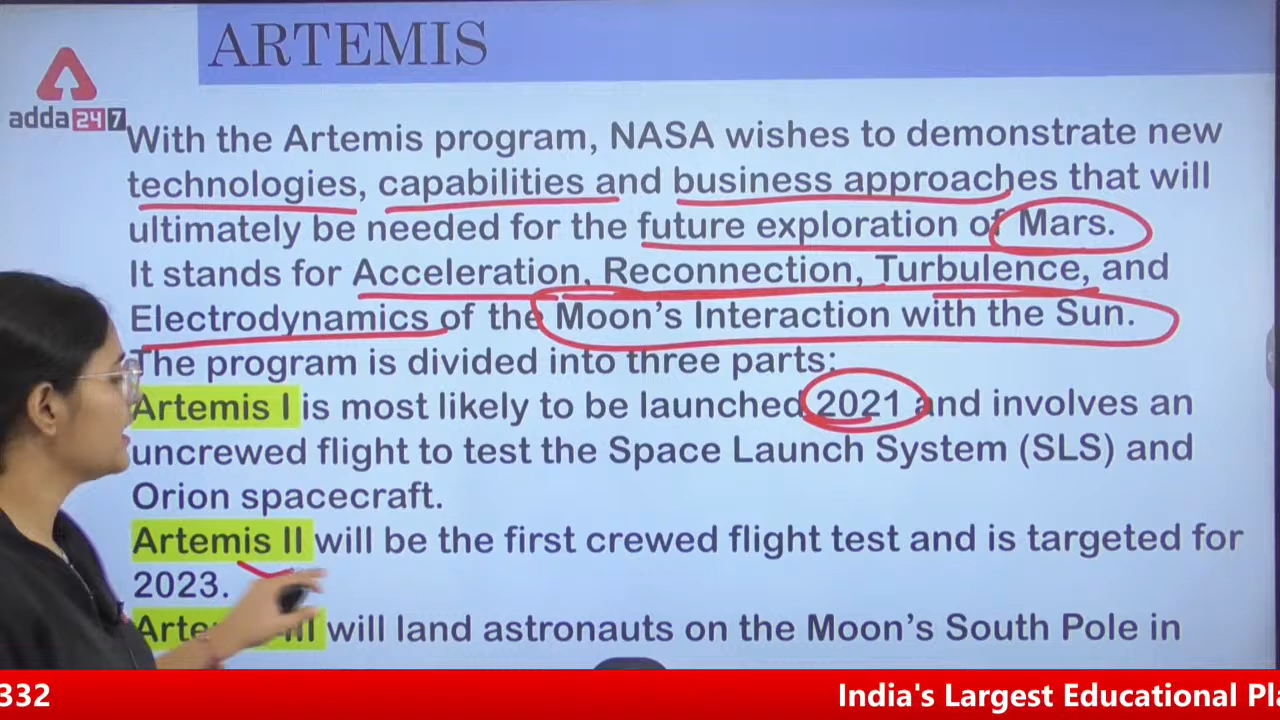 ARTEMIS
adda247
With the Artemis program, NASA wishes to demonstrate new
technologies, capabilities and business approaches that will
ultimately be needed for the future exploration of Mars.
It stands for Acceleration, Reconnection, Turbulence, and
Electrodynamics of the Moon's Interaction with the Sun.
The program is divided into three parts:
Artemis I is most likely to be launched 2021 and involves an
uncrewed flight to test the Space Launch System (SLS) and
Orion spacecraft.
Artemis II will be the first crewed flight test and is targeted for
2023.
will land astronauts on the Moon's South Pole in
332
India's Largest Educational